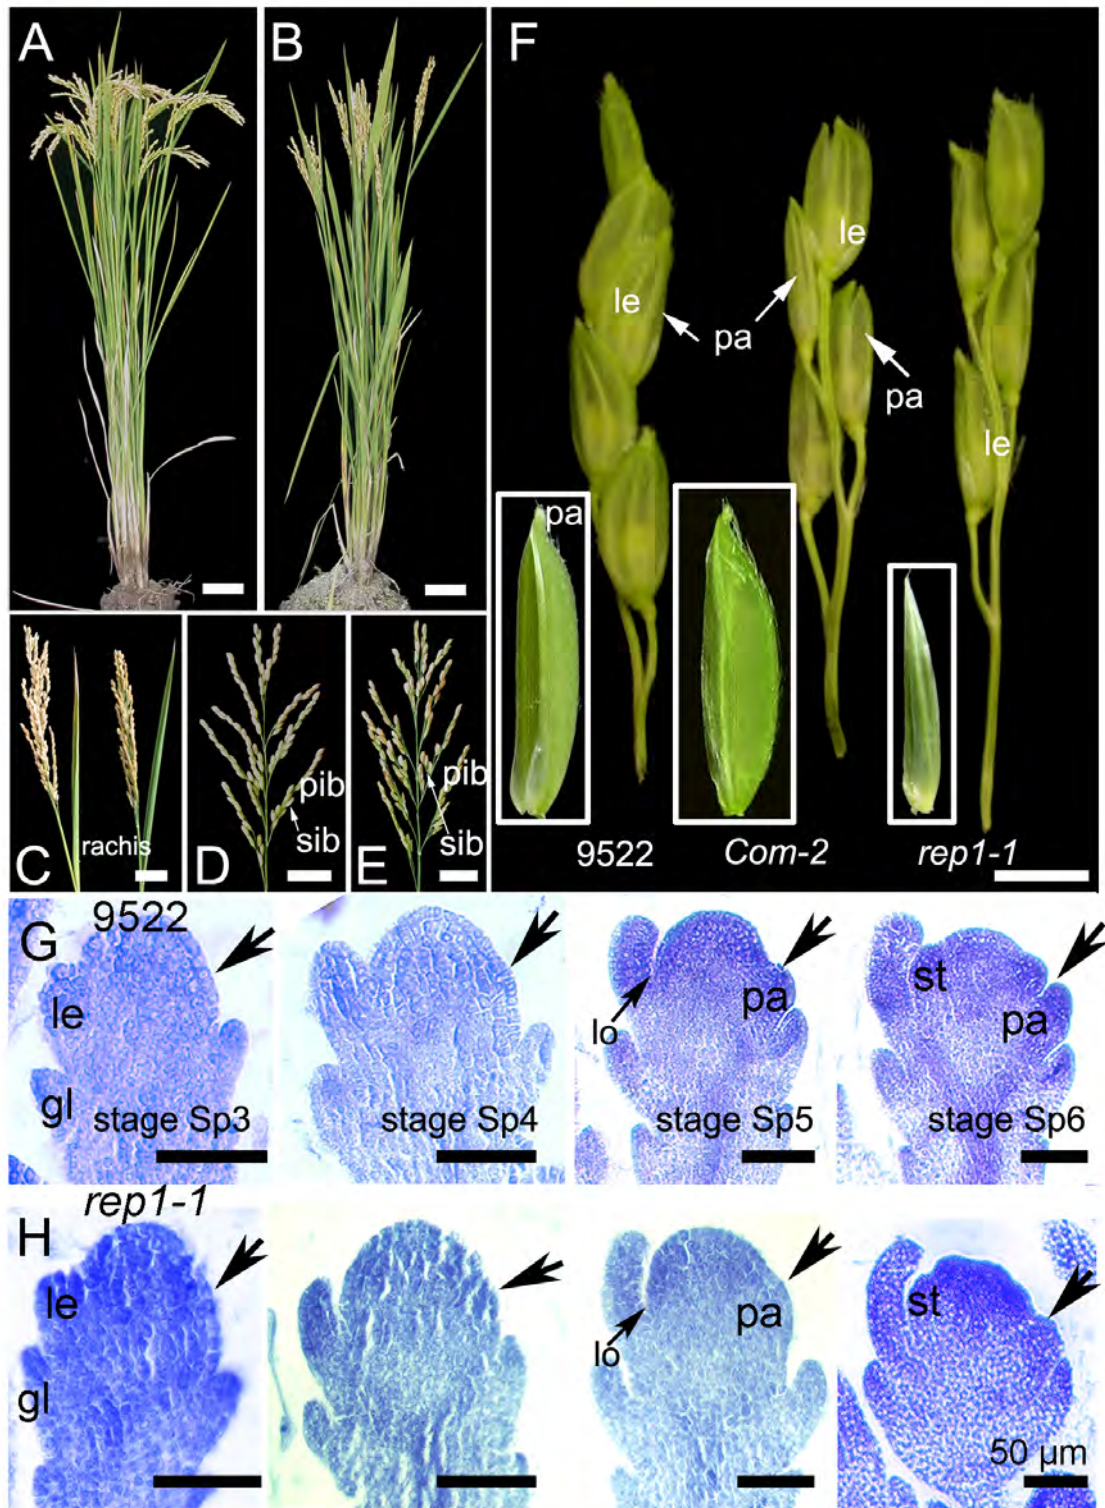 A
B
F
le
le
pa
pa
le
pa
pib
sib
pib
sib
C
rachis
D
E
9522
Com-2
rep1-1
G
9522
le
gl
stage Sp3
stage Sp4
lo
pa
stage Sp5
st
pa
stage Sp6
H
rep1-1
le
gl
lo
pa
st
50 µm